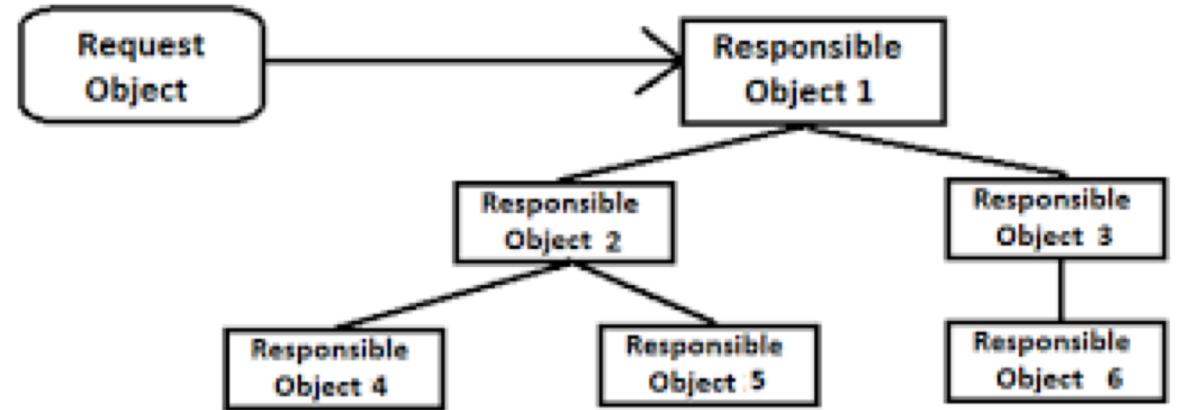 Request
Object
Responsible
Object 1
Responsible
Object 2
Responsible
Object 3
Responsible
Object 4
Responsible
Object 5
Responsible
Object 6